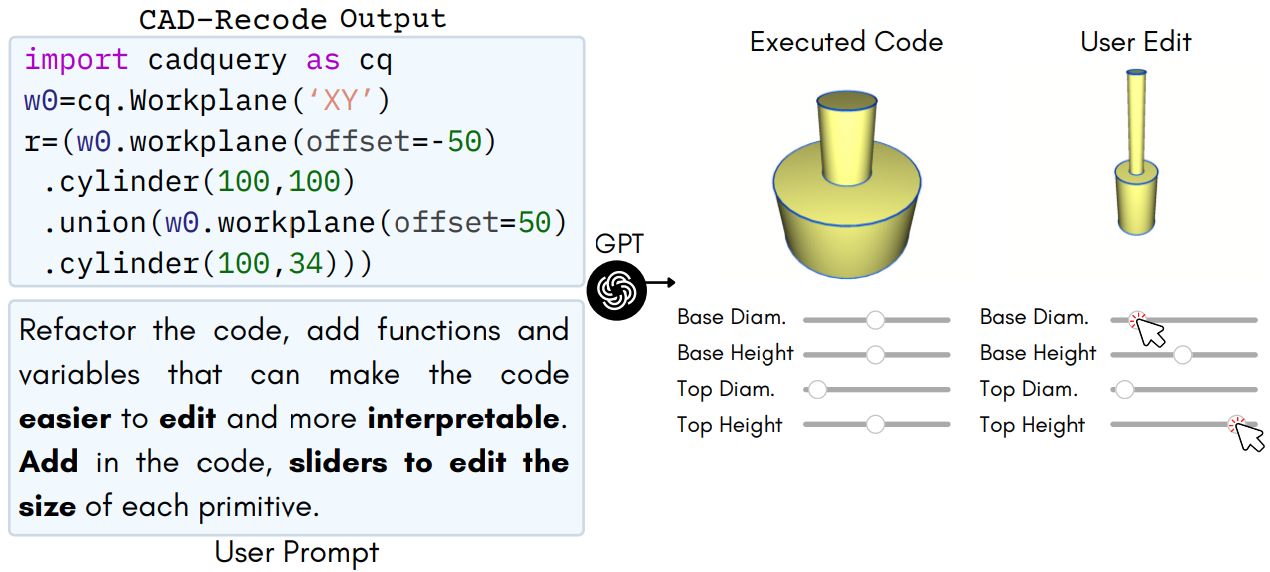 CAD-Recode Output
import cadquery as cq
w0=cq.Workplane(‘XY’)
r=(w0.workplane(offset=-50)
.cylinder(100,100)
.union(w0.workplane(offset=50)
.cylinder(100,34)))
Refactor the code, add functions and
variables that can make the code
easier to edit and more interpretable.
Add in the code, sliders to edit the
size of each primitive.
User Prompt
GPT
Executed Code
Base Diam.
Base Height
Top Diam.
Top Height
User Edit
Base Diam.
Base Height
Top Diam.
Top Height